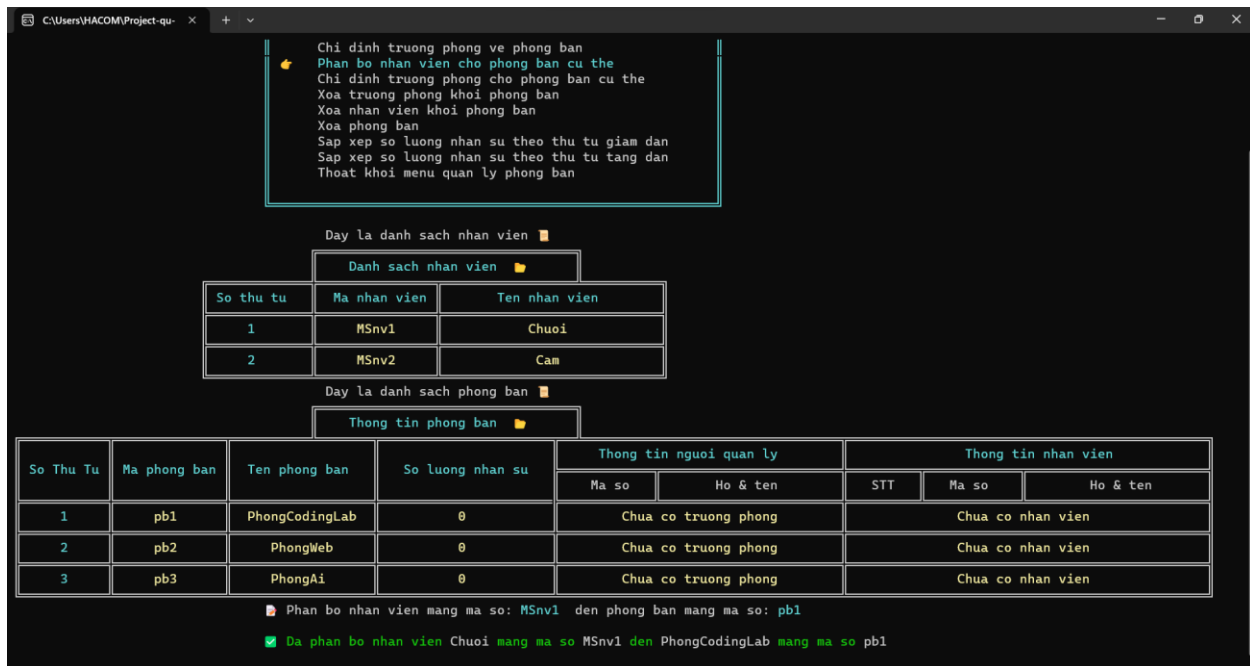 C:\Users\HACOM\Project-qu-
Chi dinh truong phong ve phong ban
Phan bo nhan vien cho phong ban cu the
Chi dinh truong phong cho phong ban cu the
Xoa truong phong khoi phong ban
Xoa nhan vien khoi phong ban
Xoa phong ban
Sap xep so luong nhan su theo thu tu giam dan
Sap xep so luong nhan su theo thu tu tang dan
Thoat khoi menu quan ly phong ban
Day la danh sach nhan vien
Danh sach nhan vien
So thu tu Ma nhan vien Ten nhan vien
1 MSnv1 Chuoi
2 MSnv2 Cam
Day la danh sach phong ban
Thong tin phong ban
So Thu Tu Ma phong ban Ten phong ban So luong nhan su Thong tin nguoi quan ly Thong tin nhan vien
Ma so Ho & ten STT Ma so Ho & ten
1 pb1 PhongCodingLab 0 Chua co truong phong Chua co nhan vien
2 pb2 PhongWeb 0 Chua co truong phong Chua co nhan vien
3 pb3 PhongAi 0 Chua co truong phong Chua co nhan vien
Phan bo nhan vien mang ma so: MSnv1 den phong ban mang ma so: pb1
Da phan bo nhan vien Chuoi mang ma so MSnv1 den PhongCodingLab mang ma so pb1